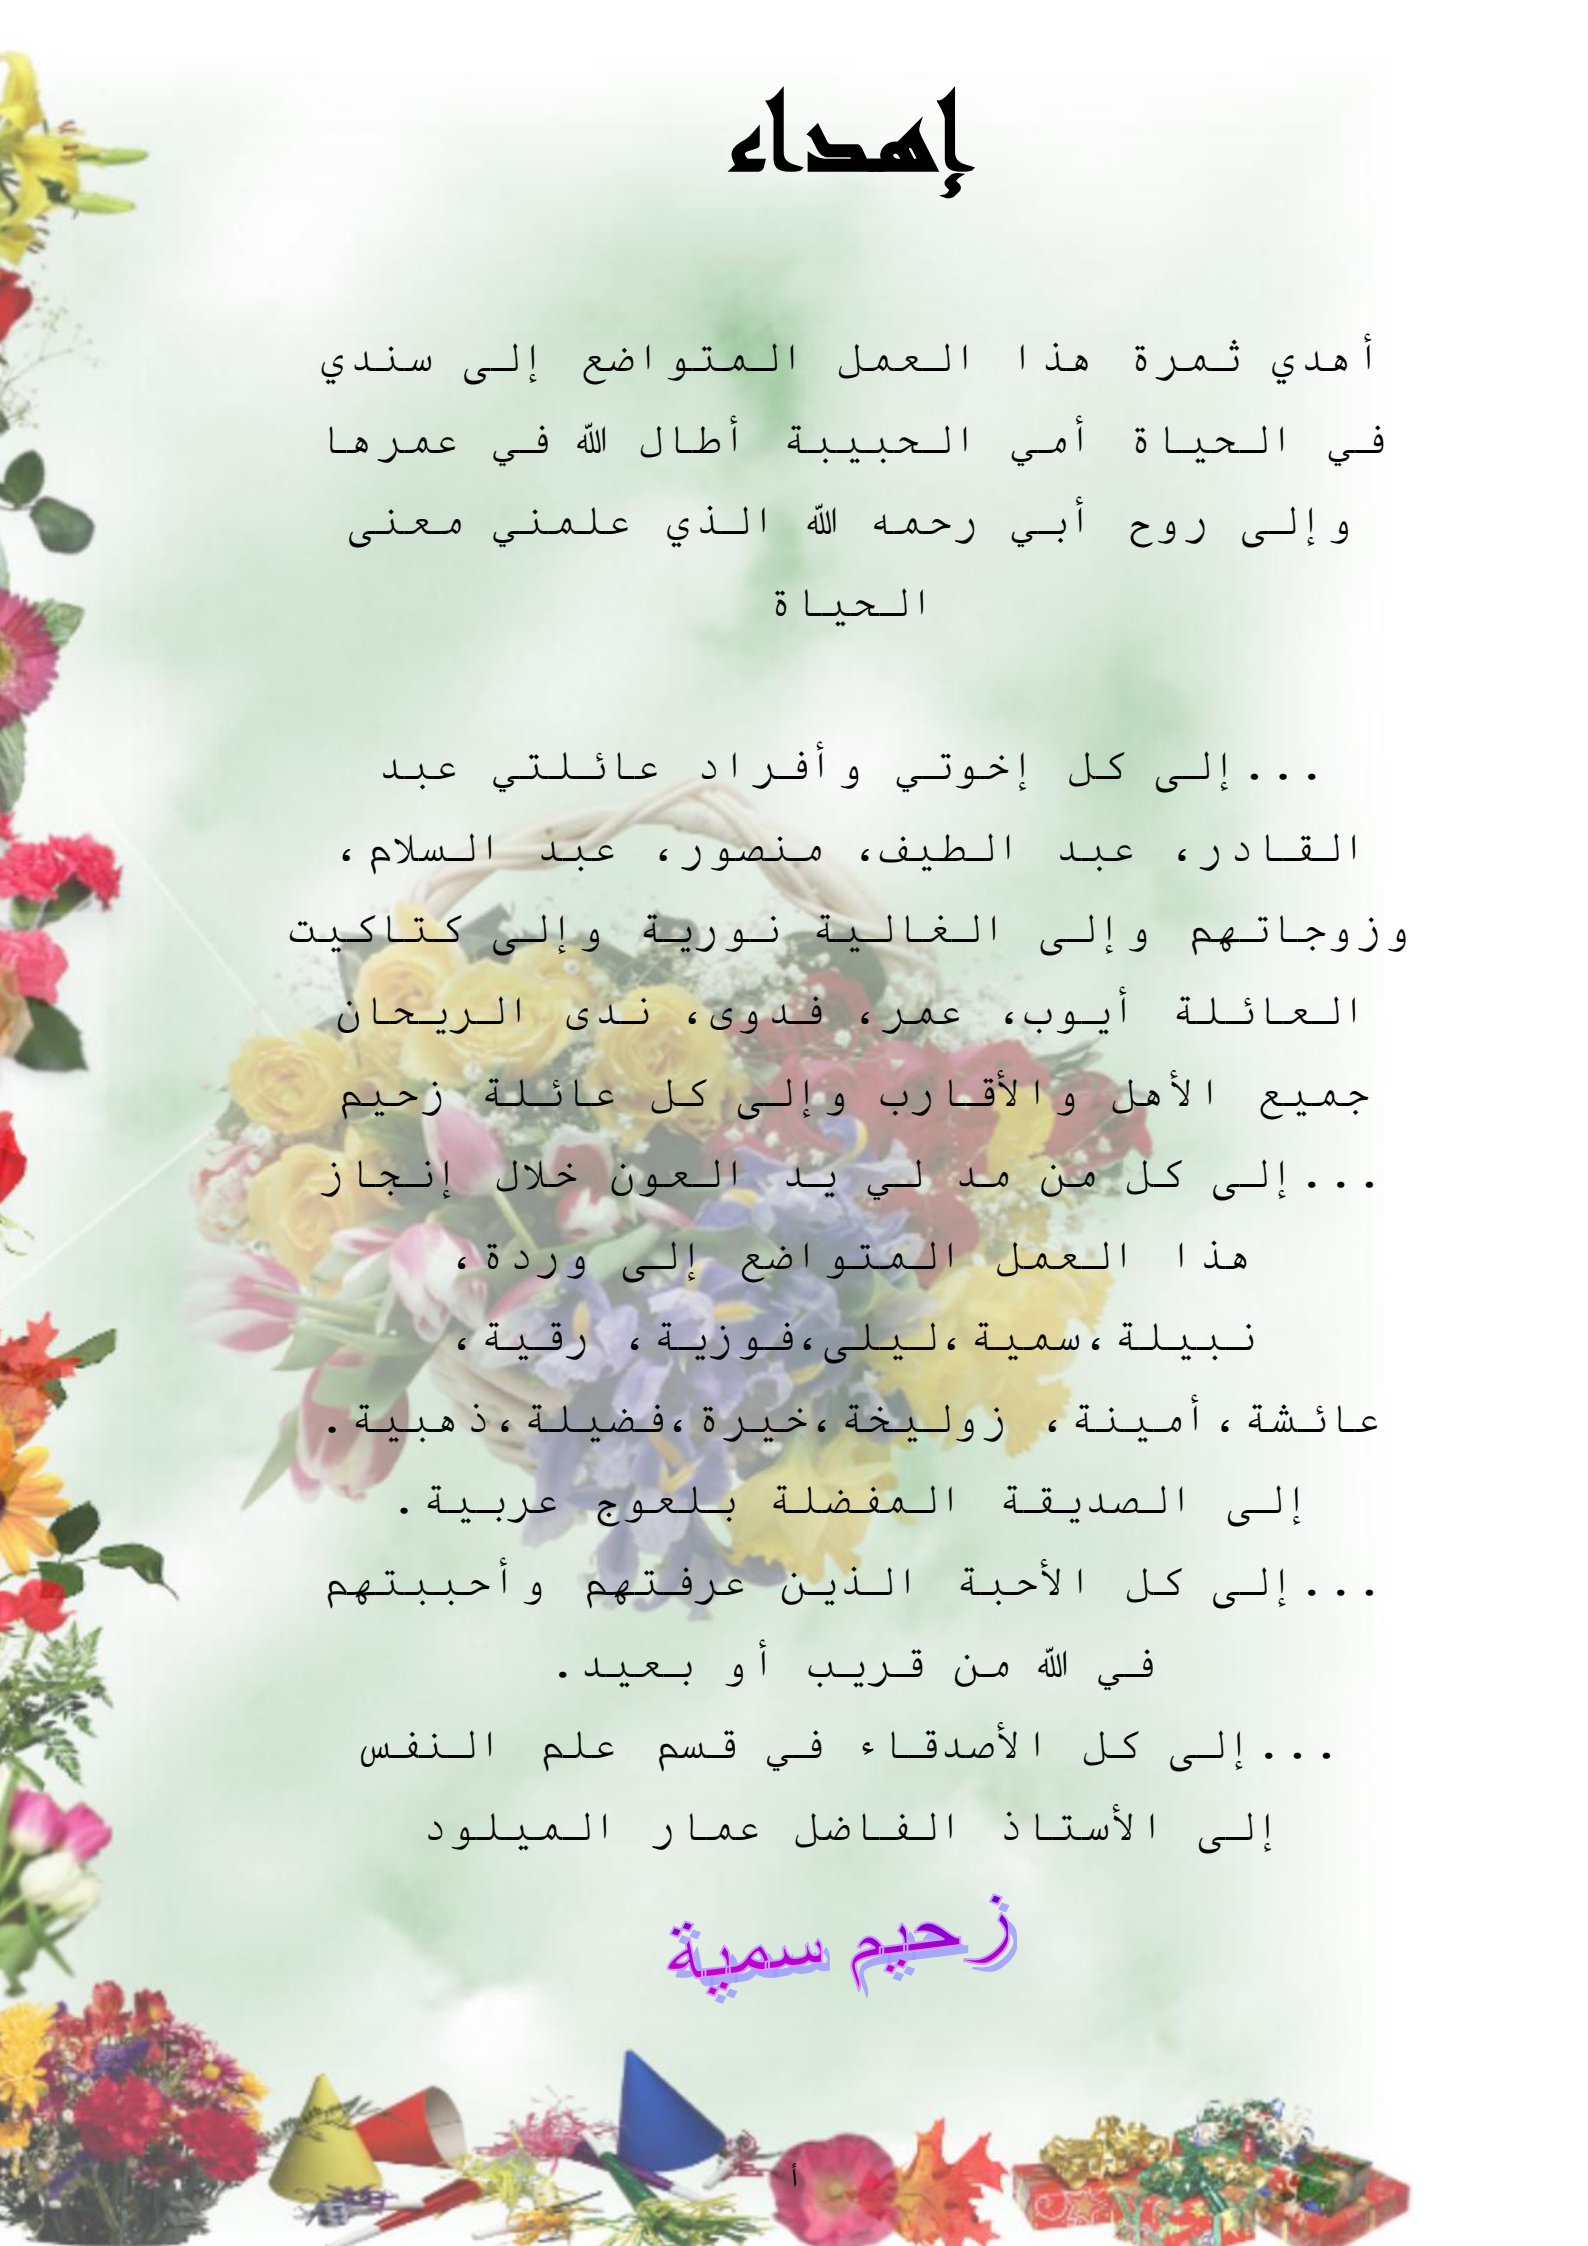 إهداء
أهدي ثمرة هذا العمل المتواضع إلى سندي
في الحياة أمي الحبيبة أطال الله في عمرها
وإلى روح أبي رحمه الله الذي علمني معنى
الحياة
...إلى كل إخوتي وأفراد عائلتي عبد
القادر، عبد الطيف، منصور، عبد السلام،
وزوجاتهم وإلى الغالية نورية وإلى كتاكيت
العائلة أيوب، عمر، فدوى، ندى الريحان
جميع الأهل والأقارب وإلى كل عائلة زحيم
...إلى كل من مد لي يد العون خلال إنجاز
هذا العمل المتواضع إلى وردة،
نبيلة،سمية،ليلى،فوزية، رقية،
عائشة،أمينة، زوليخة،خيرة،فضيلة،ذهبية.
إلى الصديقة المفضلة بلعوج عربية.
...إلى كل الأحبة الذين عرفتهم وأحببتهم
في الله من قريب أو بعيد.
...إلى كل الأصدقاء في قسم علم النفس
إلى الأستاذ الفاضل عمار الميلود
زحيم سمية
أ